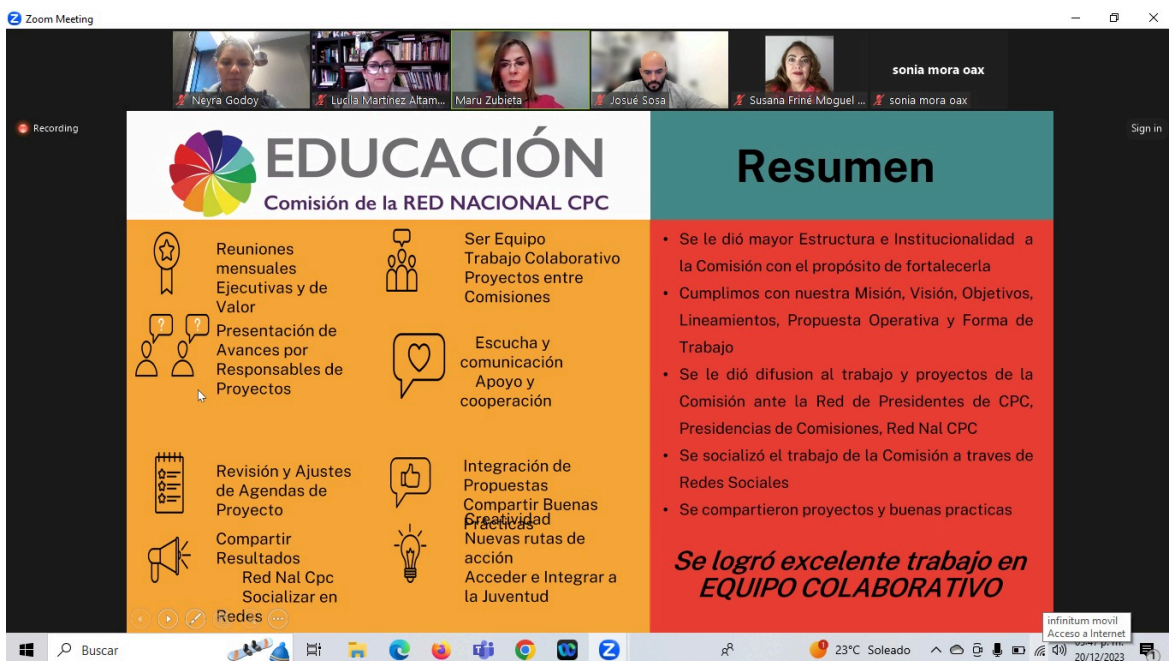 Zoom Meeting
Neyra Godoy
Lucila Martínez Altam...
Maru Zubieta
Josué Sosa
Susana Friné Moguel ...
sonia mora oax
sonia mora oax
Recording
Sign in
EDUCACIÓN
Comisión de la RED NACIONAL CPC
Resumen
Reuniones
mensuales
Ejecutivas y de
Valor
Presentación de
Avances por
Responsables de
Proyectos
Revisión y Ajustes
de Agendas de
Proyecto
Compartir
Resultados
Red Nal Cpc
Socializar en
Redes
Ser Equipo
Trabajo Colaborativo
Proyectos entre
Comisiones
Escucha y
comunicación
Apoyo y
cooperación
Integración de
Propuestas
Compartir Buenas
Prácticas
Creatividad
Nuevas rutas de
acción
Acceder e Integrar a
la Juventud
• Se le dió mayor Estructura e Institucionalidad a
la Comisión con el propósito de fortalecerla
• Cumplimos con nuestra Misión, Visión, Objetivos,
Lineamientos, Propuesta Operativa y Forma de
Trabajo
• Se le dió difusion al trabajo y proyectos de la
Comisión ante la Red de Presidentes de CPC,
Presidencias de Comisiones, Red Nal CPC
• Se socializó el trabajo de la Comisión a traves de
Redes Sociales
• Se compartieron proyectos y buenas practicas
Se logró excelente trabajo en
EQUIPO COLABORATIVO
infinitum movil
Acceso a Internet
Buscar
23°C Soleado
20/12/2023